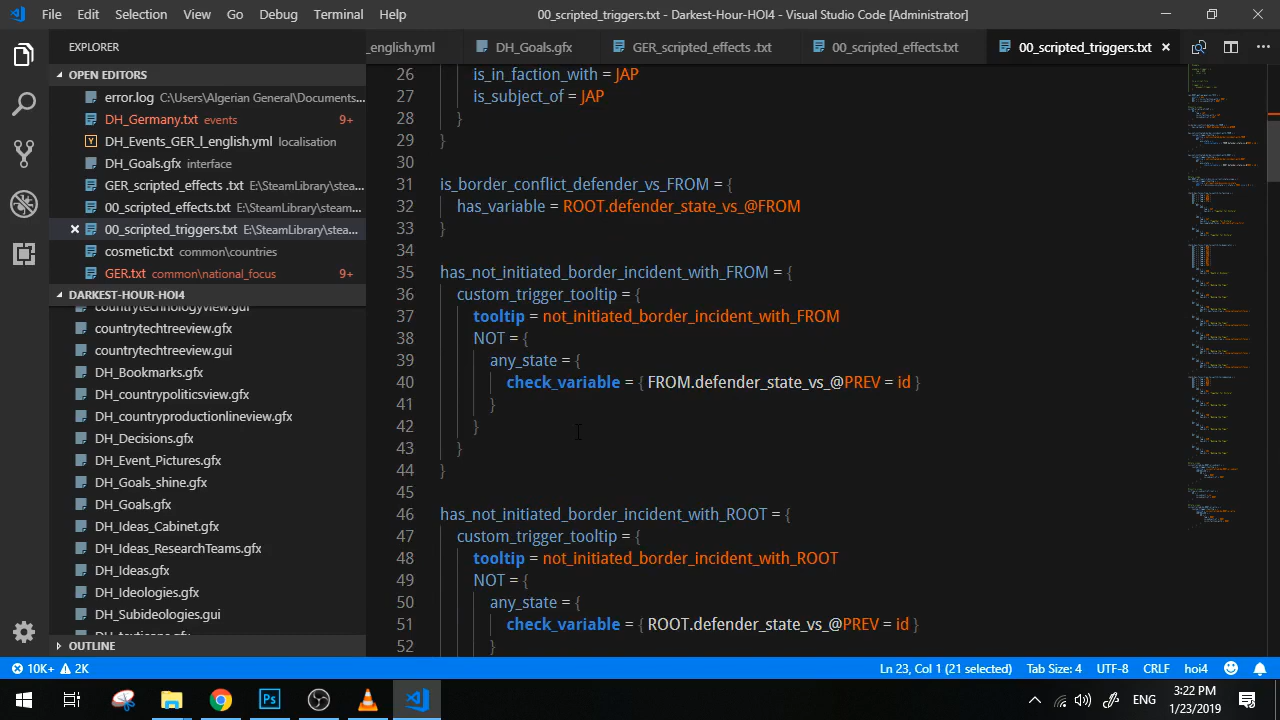 File Edit Selection View Go Debug Terminal Help
00_scripted_triggers.txt - Darkest-Hour-HOI4 - Visual Studio Code [Administrator]
EXPLORER
_english.yml
DH_Goals.gfx
GER_scripted_effects .txt
00_scripted_effects.txt
00_scripted_triggers.txt
OPEN EDITORS
error.log C:\Users\Algerian General\Documents...
DH_Germany.txt events 9+
DH_Events_GER_l_english.yml localisation
DH_Goals.gfx interface
GER_scripted_effects .txt E:\SteamLibrary\stea...
00_scripted_effects.txt E:\SteamLibrary\steam...
00_scripted_triggers.txt E:\SteamLibrary\stea...
cosmetic.txt common\countries
GER.txt common\national_focus 9+
DARKEST-HOUR-HOI4
countrytechnologyview.gui
countrytechtreeview.gfx
countrytechtreeview.gui
DH_Bookmarks.gfx
DH_countrypoliticsview.gfx
DH_countryproductionlineview.gfx
DH_Decisions.gfx
DH_Event_Pictures.gfx
DH_Goals_shine.gfx
DH_Goals.gfx
DH_Ideas_Cabinet.gfx
DH_Ideas_ResearchTeams.gfx
DH_Ideas.gfx
DH_Ideologies.gfx
DH_Subideologies.gui
OUTLINE
26 is_in_faction_with = JAP
27 is_subject_of = JAP
28 }
29 }
30
31 is_border_conflict_defender_vs_FROM = {
32 has_variable = ROOT.defender_state_vs_@FROM
33 }
34
35 has_not_initiated_border_incident_with_FROM = {
36 custom_trigger_tooltip = {
37 tooltip = not_initiated_border_incident_with_FROM
38 NOT = {
39 any_state = {
40 check_variable = { FROM.defender_state_vs_@PREV = id }
41 }
42 }
43 }
44 }
45
46 has_not_initiated_border_incident_with_ROOT = {
47 custom_trigger_tooltip = {
48 tooltip = not_initiated_border_incident_with_ROOT
49 NOT = {
50 any_state = {
51 check_variable = { ROOT.defender_state_vs_@PREV = id }
52 }
10K+ 2K
Ln 23, Col 1 (21 selected) Tab Size: 4 UTF-8 CRLF hoi4
Ps
ENG
3:22 PM
1/23/2019